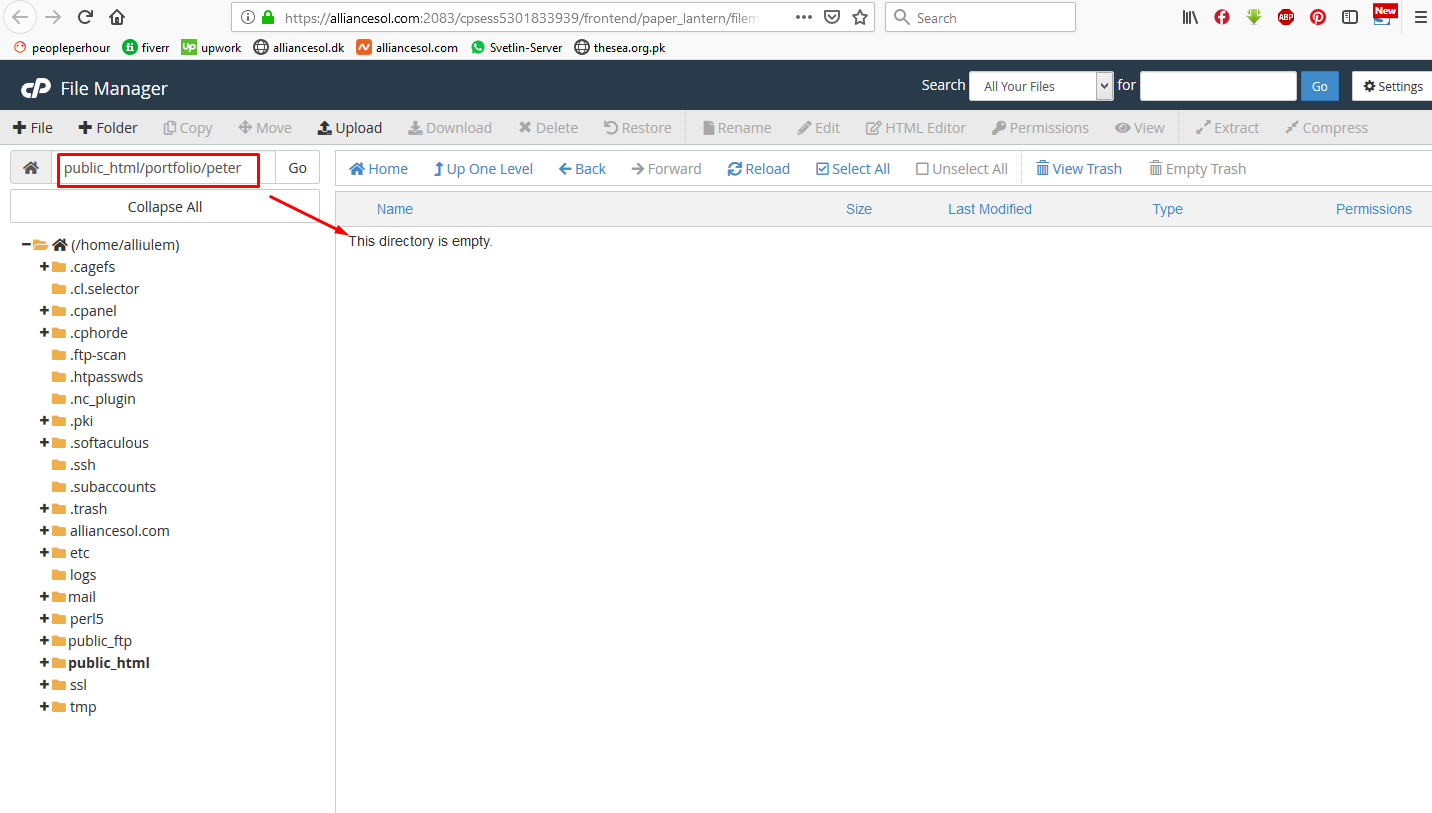 https://alliancesol.com:2083/cpsess5301833939/frontend/paper_lantern/filem
Search
New
peopleperhour fiverr upwork alliancesol.dk alliancesol.com Svetlin-Server thesea.org.pk
cP File Manager Search All Your Files for Go Settings
File Folder Copy Move Upload Download Delete Restore Rename Edit HTML Editor Permissions View Extract Compress
public_html/portfolio/peter Go Home Up One Level Back Forward Reload Select All Unselect All View Trash Empty Trash
Collapse All
Name Size Last Modified Type Permissions
This directory is empty.
(/home/alliulem)
.cagefs
.cl.selector
.cpanel
.cphorde
.ftp-scan
.htpasswds
.nc_plugin
.pki
.softaculous
.ssh
.subaccounts
.trash
alliancesol.com
etc
logs
mail
perl5
public_ftp
public_html
ssl
tmp